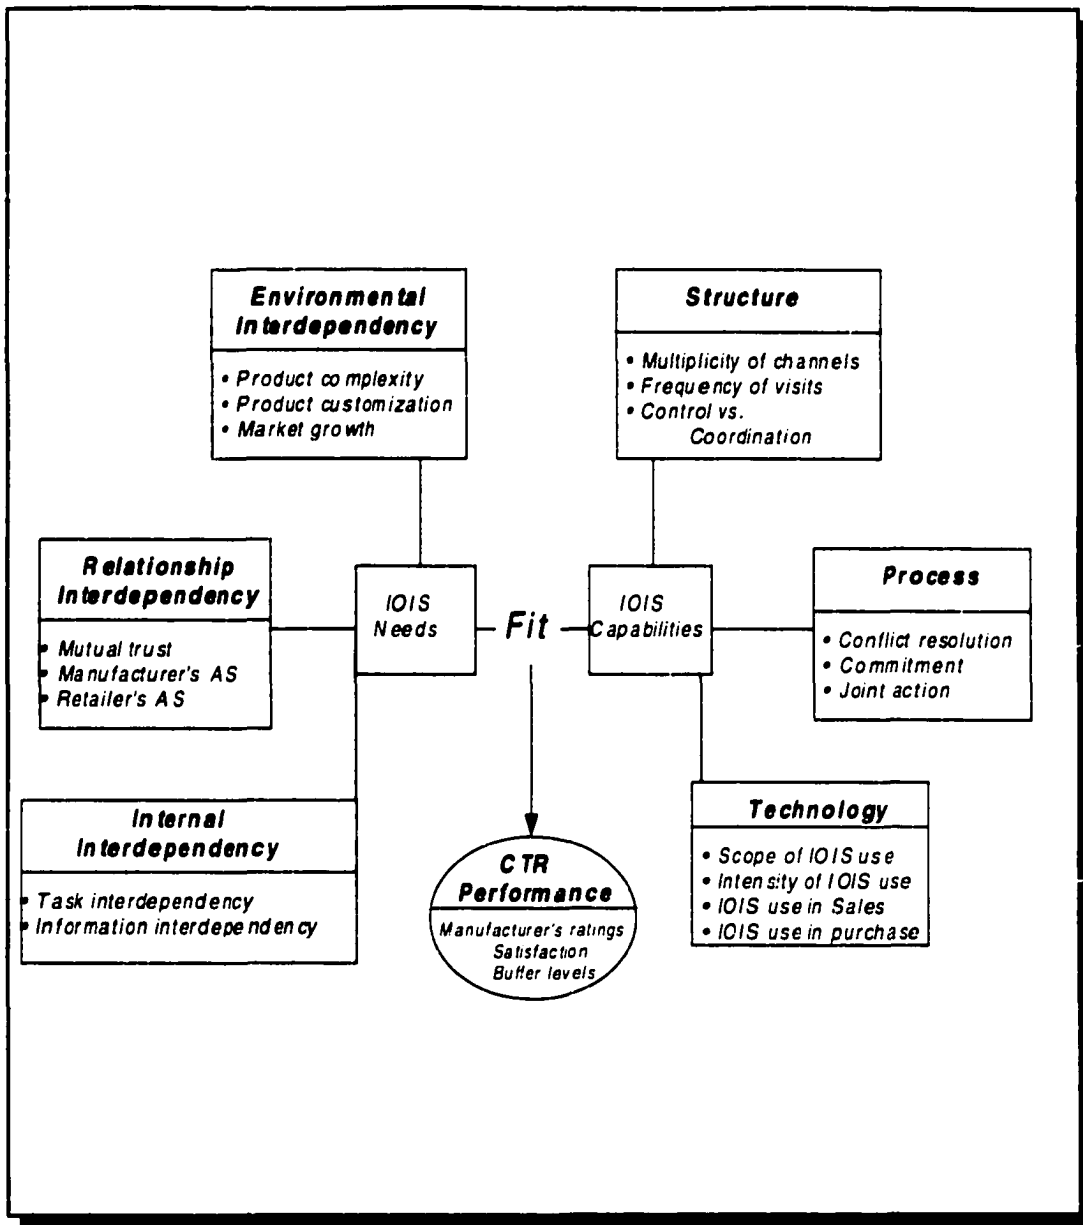 Environmental
Interdependency
• Product complexity
• Product customization
• Market growth
Structure
• Multiplicity of channels
• Frequency of visits
• Control vs.
Coordination
Relationship
Interdependency
• Mutual trust
• Manufacturer's AS
• Retailer's AS
IOIS
Needs
Fit
IOIS
Capabilities
Process
• Conflict resolution
• Commitment
• Joint action
Internal
Interdependency
• Task interdependency
• Information interdependency
CTR
Performance
Manufacturer's ratings
Satisfaction
Buffer levels
Technology
• Scope of IOIS use
• Intensity of IOIS use
• IOIS use in Sales
• IOIS use in purchase